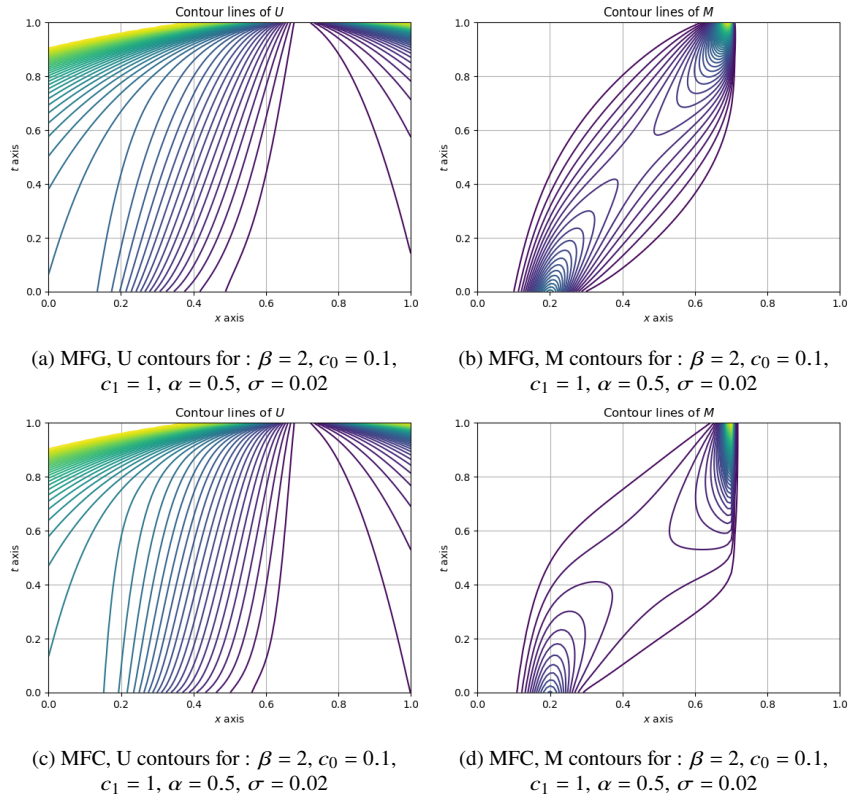 Contour lines of U
1.0
0.8
0.6
0.4
0.2
0.0
t axis
0.0 0.2 0.4 0.6 0.8 1.0
x axis
(a) MFG, U contours for : β = 2, c₀ = 0.1,
c₁ = 1, α = 0.5, σ = 0.02
Contour lines of M
1.0
0.8
0.6
0.4
0.2
0.0
t axis
0.0 0.2 0.4 0.6 0.8 1.0
x axis
(b) MFG, M contours for : β = 2, c₀ = 0.1,
c₁ = 1, α = 0.5, σ = 0.02
Contour lines of U
1.0
0.8
0.6
0.4
0.2
0.0
t axis
0.0 0.2 0.4 0.6 0.8 1.0
x axis
(c) MFC, U contours for : β = 2, c₀ = 0.1,
c₁ = 1, α = 0.5, σ = 0.02
Contour lines of M
1.0
0.8
0.6
0.4
0.2
0.0
t axis
0.0 0.2 0.4 0.6 0.8 1.0
x axis
(d) MFC, M contours for : β = 2, c₀ = 0.1,
c₁ = 1, α = 0.5, σ = 0.02